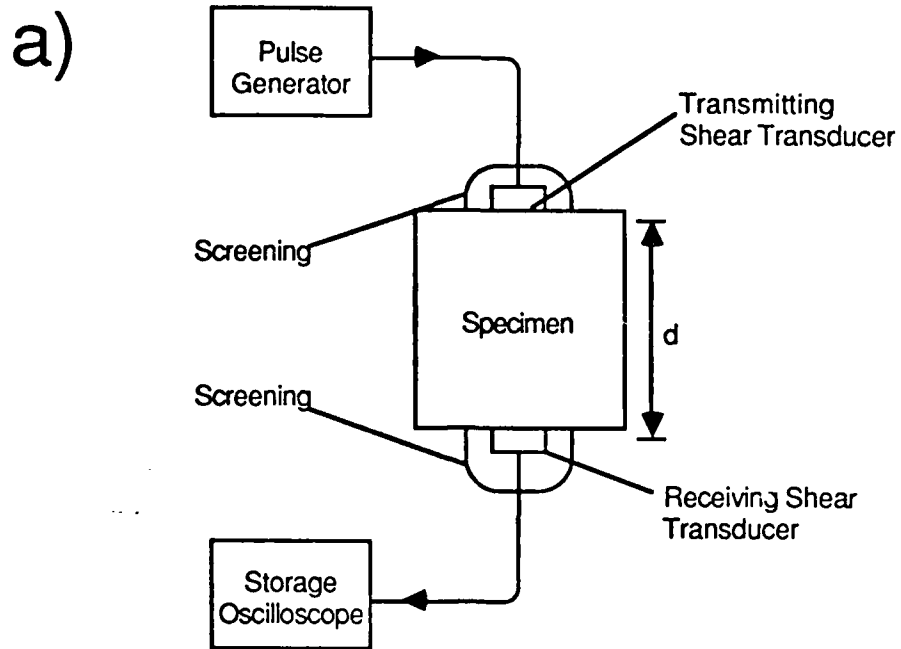 a)
Pulse
Generator
Transmitting
Shear Transducer
Screening
Specimen
d
Screening
Receiving Shear
Transducer
Storage
Oscilloscope